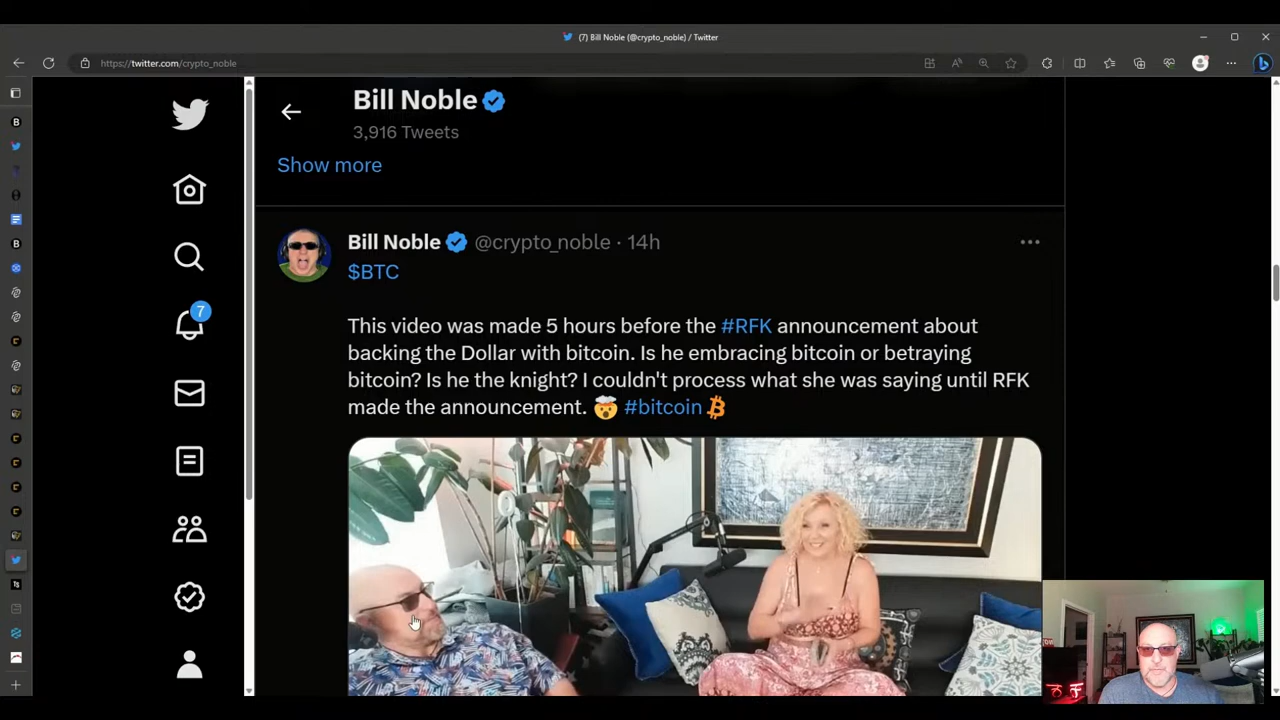 (7) Bill Noble (@crypto_noble) / Twitter
https://twitter.com/crypto_noble
Bill Noble
3,916 Tweets
Show more
7
Bill Noble @crypto_noble · 14h
$BTC
This video was made 5 hours before the #RFK announcement about
backing the Dollar with bitcoin. Is he embracing bitcoin or betraying
bitcoin? Is he the knight? I couldn't process what she was saying until RFK
made the announcement. 🤯 #bitcoin